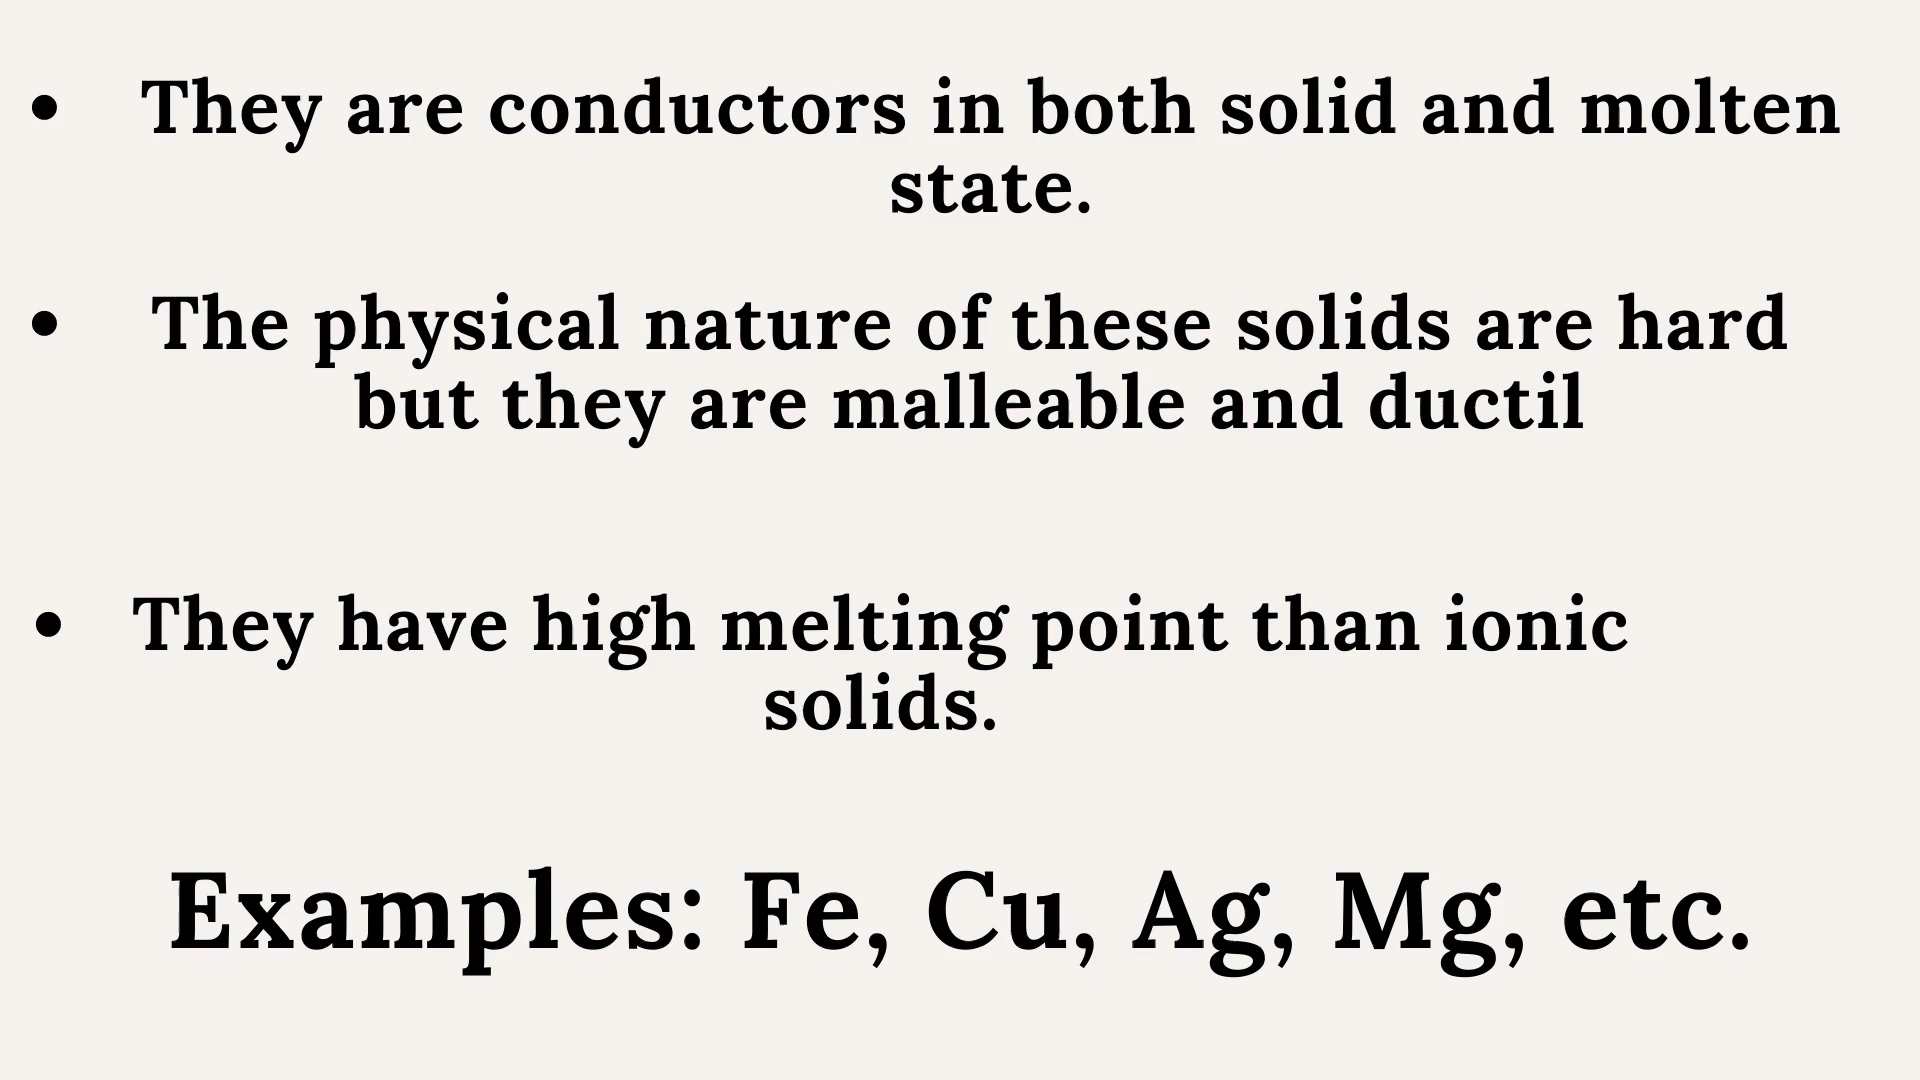 • They are conductors in both solid and molten
state.
• The physical nature of these solids are hard
but they are malleable and ductil
• They have high melting point than ionic
solids.
Examples: Fe, Cu, Ag, Mg, etc.